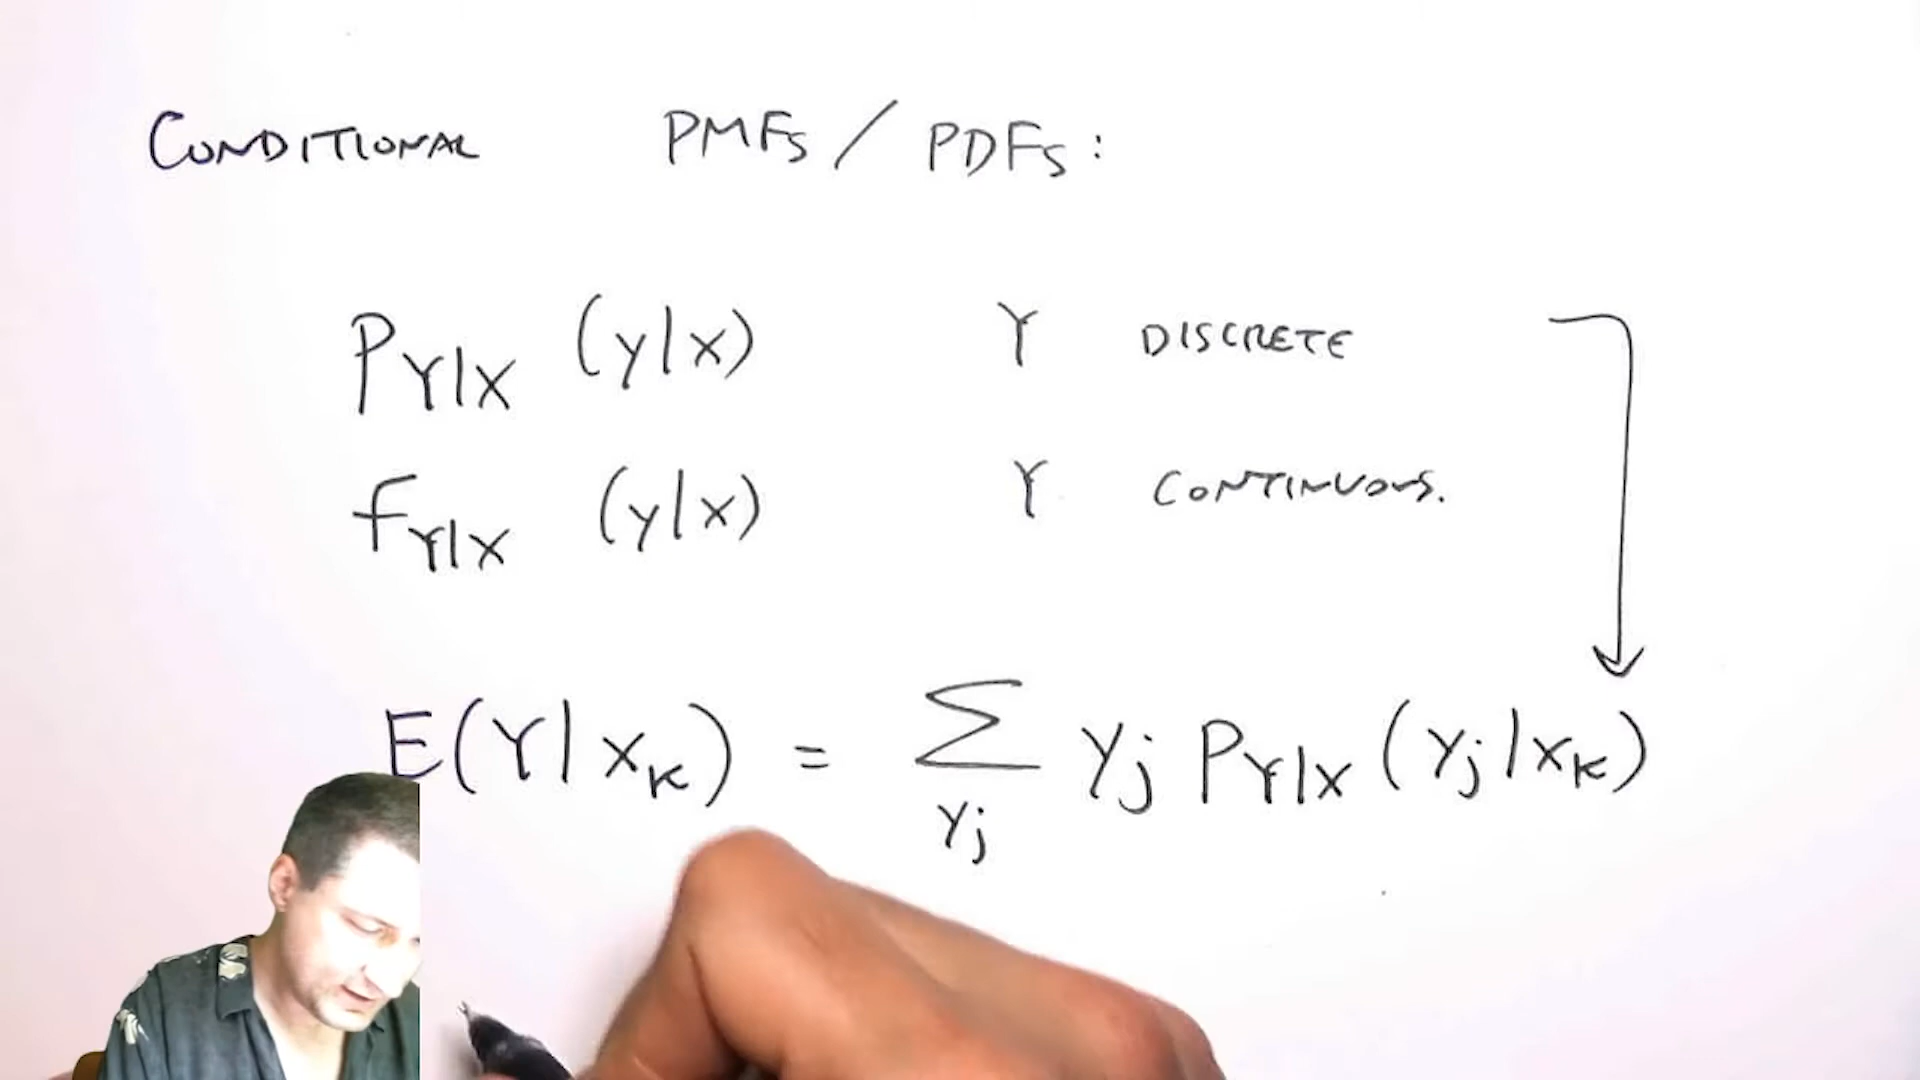 CONDITIONAL PMFs / PDFs:
P_{Y|X} (y|x) Y DISCRETE
f_{Y|X} (y|x) Y CONTINUOUS.
E(Y|x_k) = ∑_{y_j} y_j P_{Y|X} (y_j|x_k)